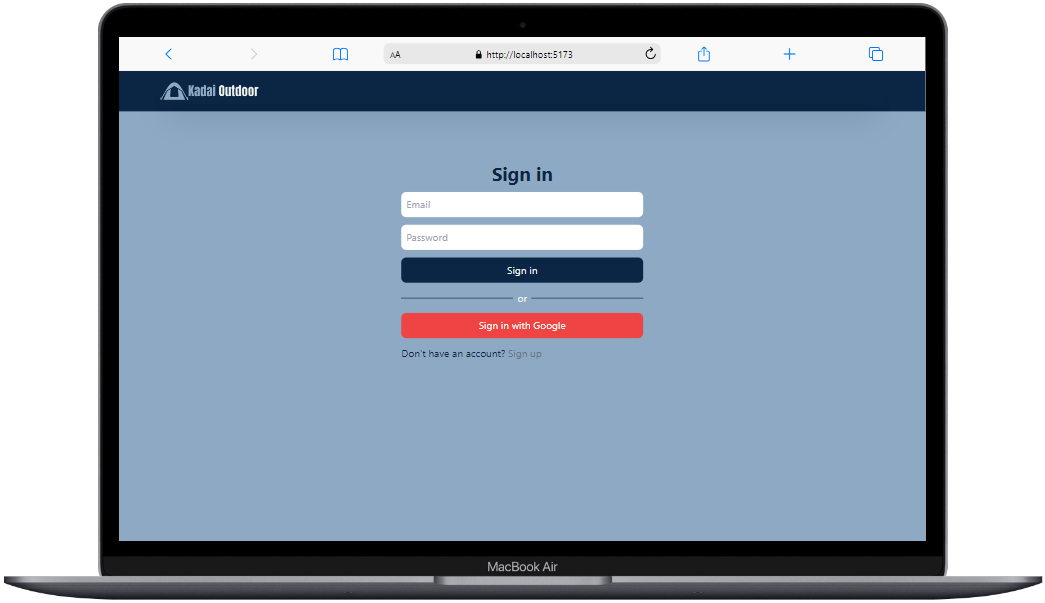 AA http://localhost:5173
Kadai Outdoor
Sign in
Email
Password
Sign in
or
Sign in with Google
Don't have an account? Sign up
MacBook Air